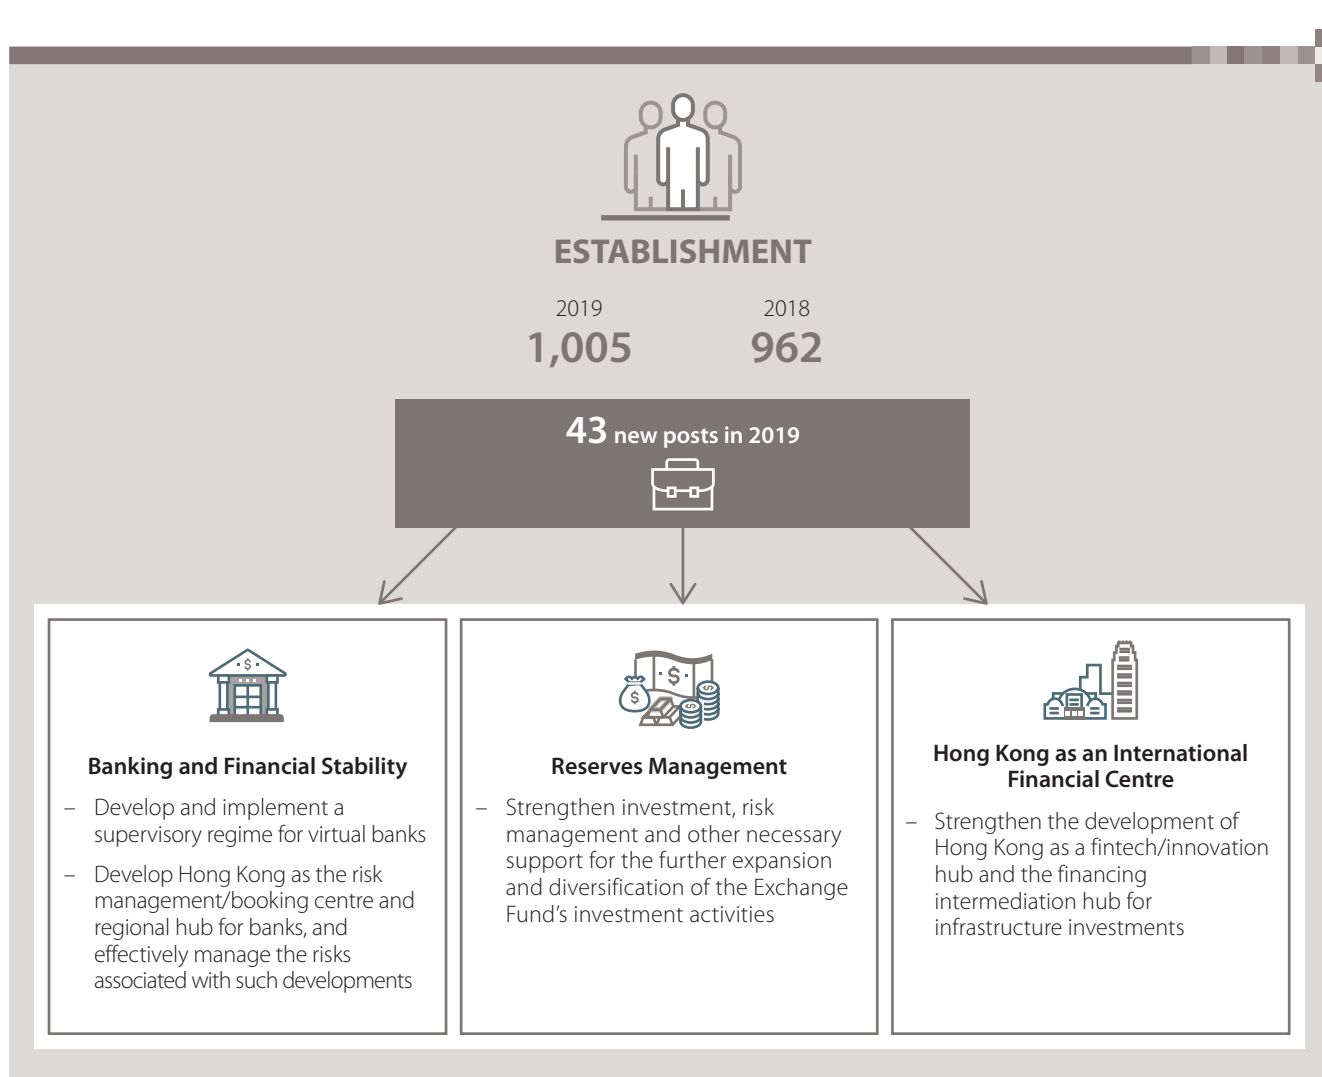 ESTABLISHMENT
2019
1,005
2018
962
43 new posts in 2019
Banking and Financial Stability
– Develop and implement a
supervisory regime for virtual banks
– Develop Hong Kong as the risk
management/booking centre and
regional hub for banks, and
effectively manage the risks
associated with such developments
Reserves Management
– Strengthen investment, risk
management and other necessary
support for the further expansion
and diversification of the Exchange
Fund’s investment activities
Hong Kong as an International
Financial Centre
– Strengthen the development of
Hong Kong as a fintech/innovation
hub and the financing
intermediation hub for
infrastructure investments